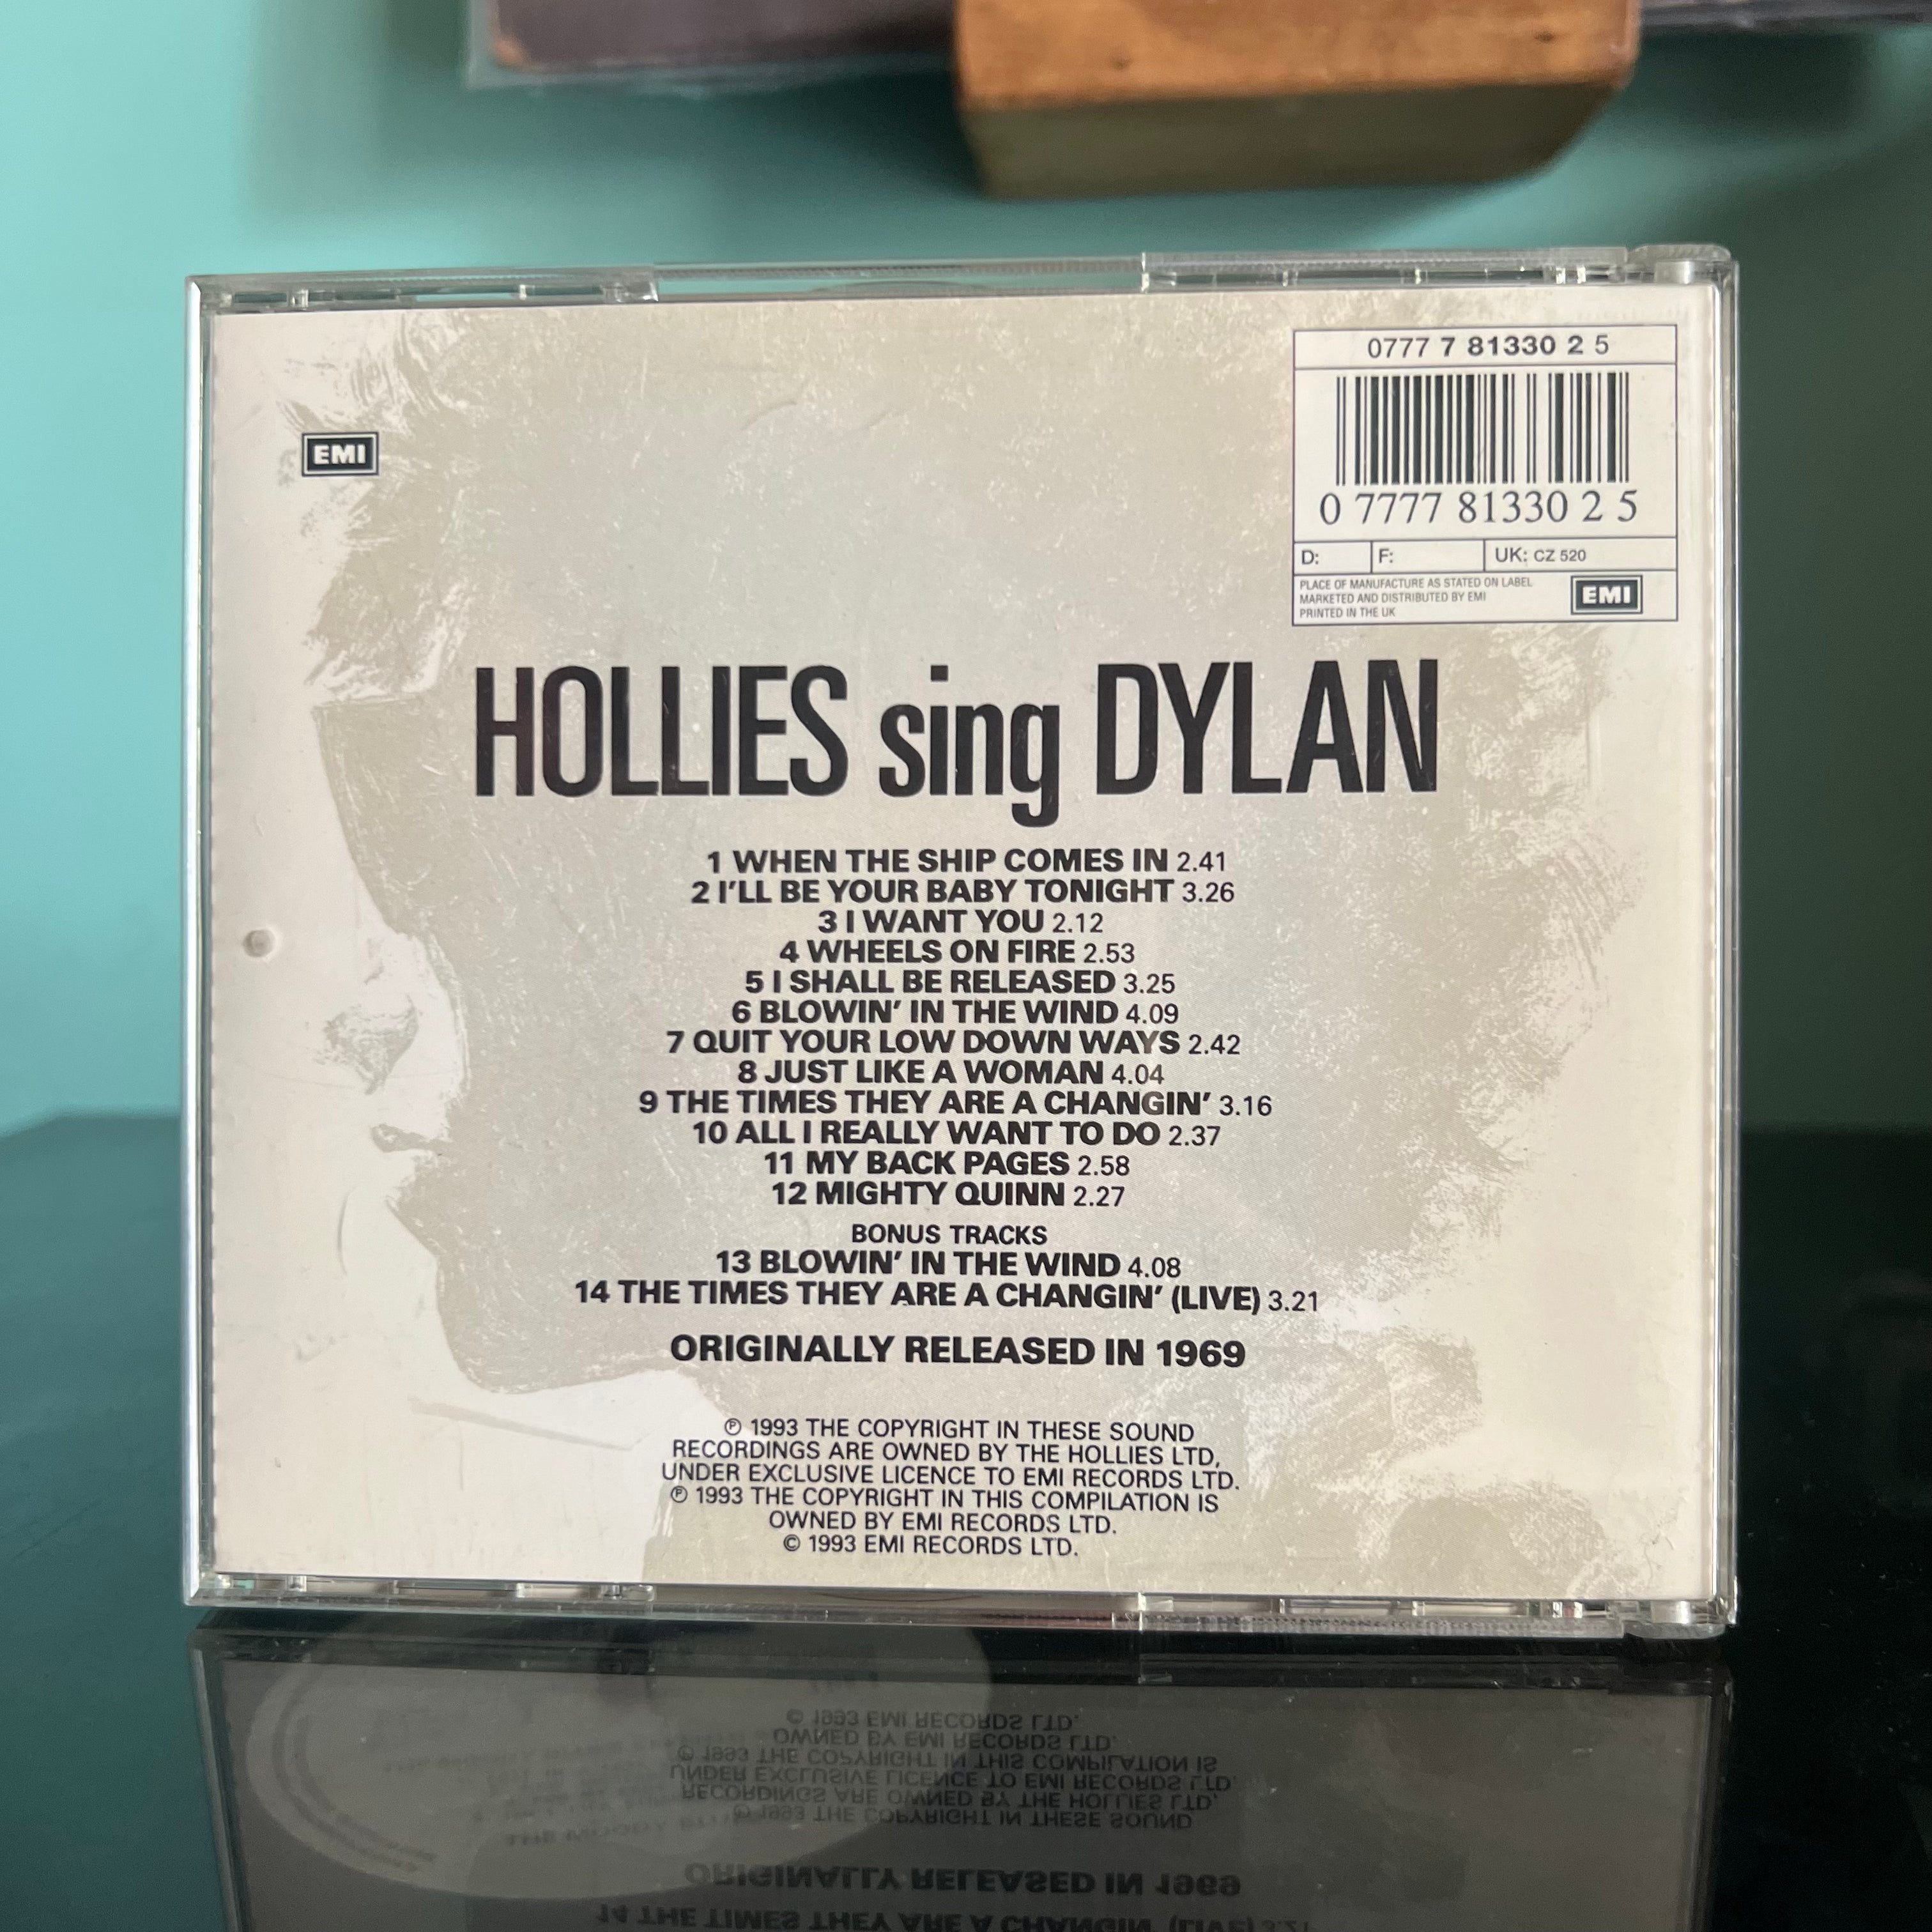 EMI
0777 7 81330 2 5
0 7777 81330 2 5
D: F: UK: CZ 520
PLACE OF MANUFACTURE AS STATED ON LABEL
MARKETED AND DISTRIBUTED BY EMI
PRINTED IN THE UK
EMI
HOLLIES sing DYLAN
1 WHEN THE SHIP COMES IN 2.41
2 I'LL BE YOUR BABY TONIGHT 3.26
3 I WANT YOU 2.12
4 WHEELS ON FIRE 2.53
5 I SHALL BE RELEASED 3.25
6 BLOWIN' IN THE WIND 4.09
7 QUIT YOUR LOW DOWN WAYS 2.42
8 JUST LIKE A WOMAN 4.04
9 THE TIMES THEY ARE A CHANGIN' 3.16
10 ALL I REALLY WANT TO DO 2.37
11 MY BACK PAGES 2.58
12 MIGHTY QUINN 2.27
BONUS TRACKS
13 BLOWIN' IN THE WIND 4.08
14 THE TIMES THEY ARE A CHANGIN' (LIVE) 3.21
ORIGINALLY RELEASED IN 1969
℗ 1993 THE COPYRIGHT IN THESE SOUND
RECORDINGS ARE OWNED BY THE HOLLIES LTD,
UNDER EXCLUSIVE LICENCE TO EMI RECORDS LTD.
℗ 1993 THE COPYRIGHT IN THIS COMPILATION IS
OWNED BY EMI RECORDS LTD.
© 1993 EMI RECORDS LTD.